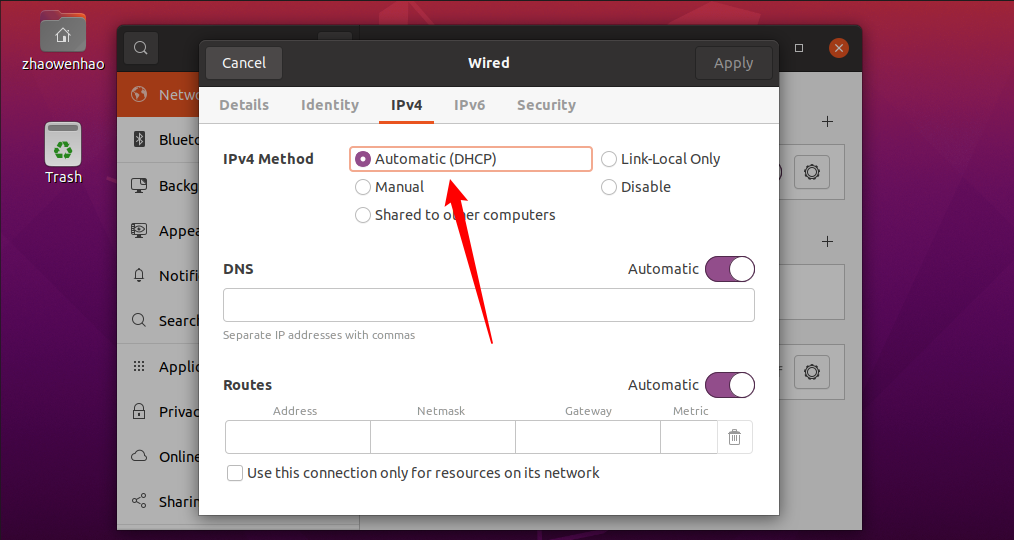 zhaowenhao
Trash
Cancel
Wired
Apply
Details Identity IPv4 IPv6 Security
IPv4 Method
Automatic (DHCP)
Link-Local Only
Manual
Disable
Shared to other computers
DNS
Automatic
Separate IP addresses with commas
Routes
Automatic
Address Netmask Gateway Metric
Use this connection only for resources on its network
Netwo
Blueto
Backg
Appea
Notifi
Search
Applic
Privac
Online
Sharin